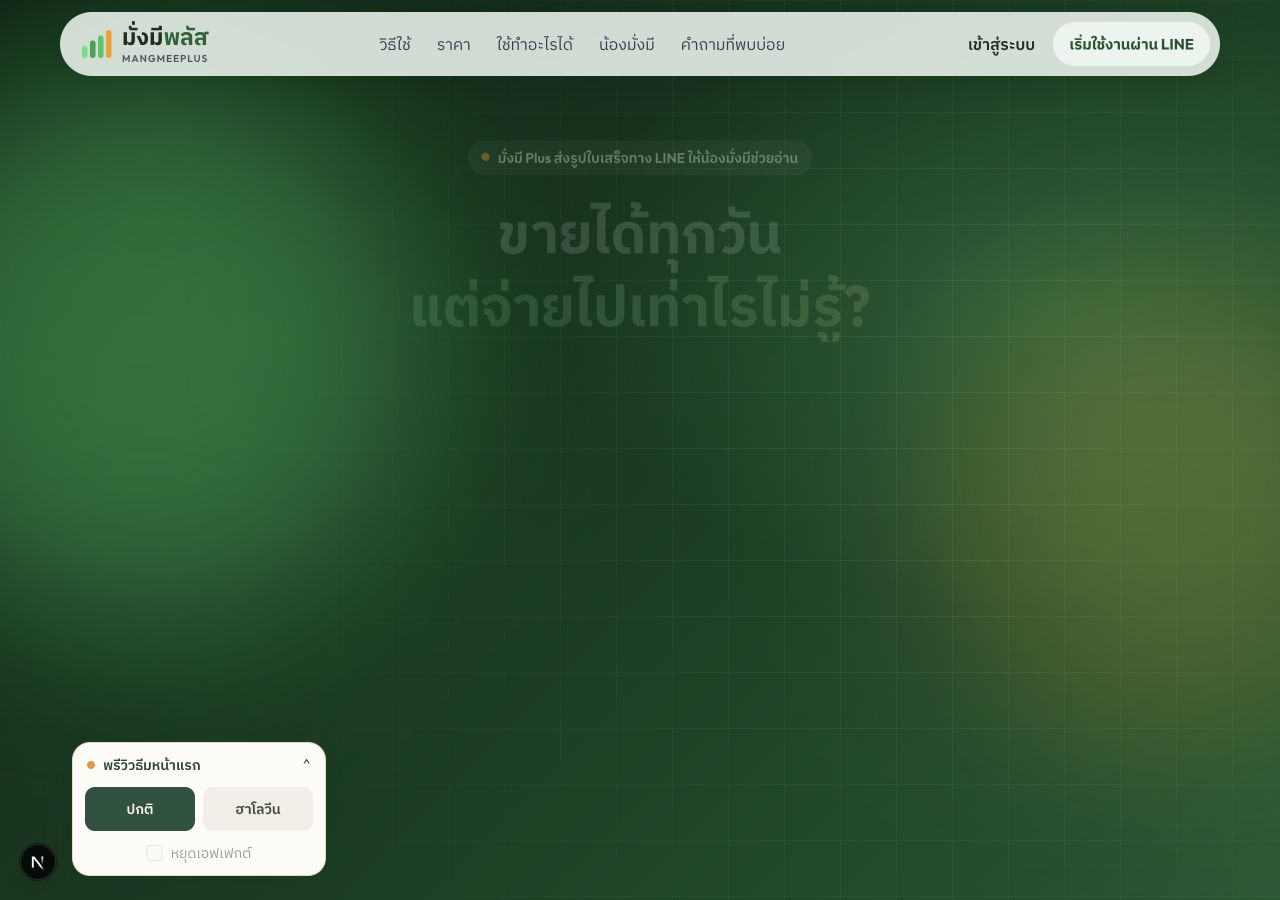 มั่งมีพลัส
MANGMEEPLUS
วิธีใช้
ราคา
ใช้ทำอะไรได้
น้องมั่งมี
คำถามที่พบบ่อย
เข้าสู่ระบบ
เริ่มใช้งานผ่าน LINE
มั่งมี Plus ส่งรูปใบเสร็จทาง LINE ให้น้องมั่งมีช่วยอ่าน
ขายได้ทุกวัน
แต่จ่ายไปเท่าไรไม่รู้?
พรีวิวธีมหน้าแรก
ปกติ
ฮาโลวีน
หยุดเอฟเฟกต์
N